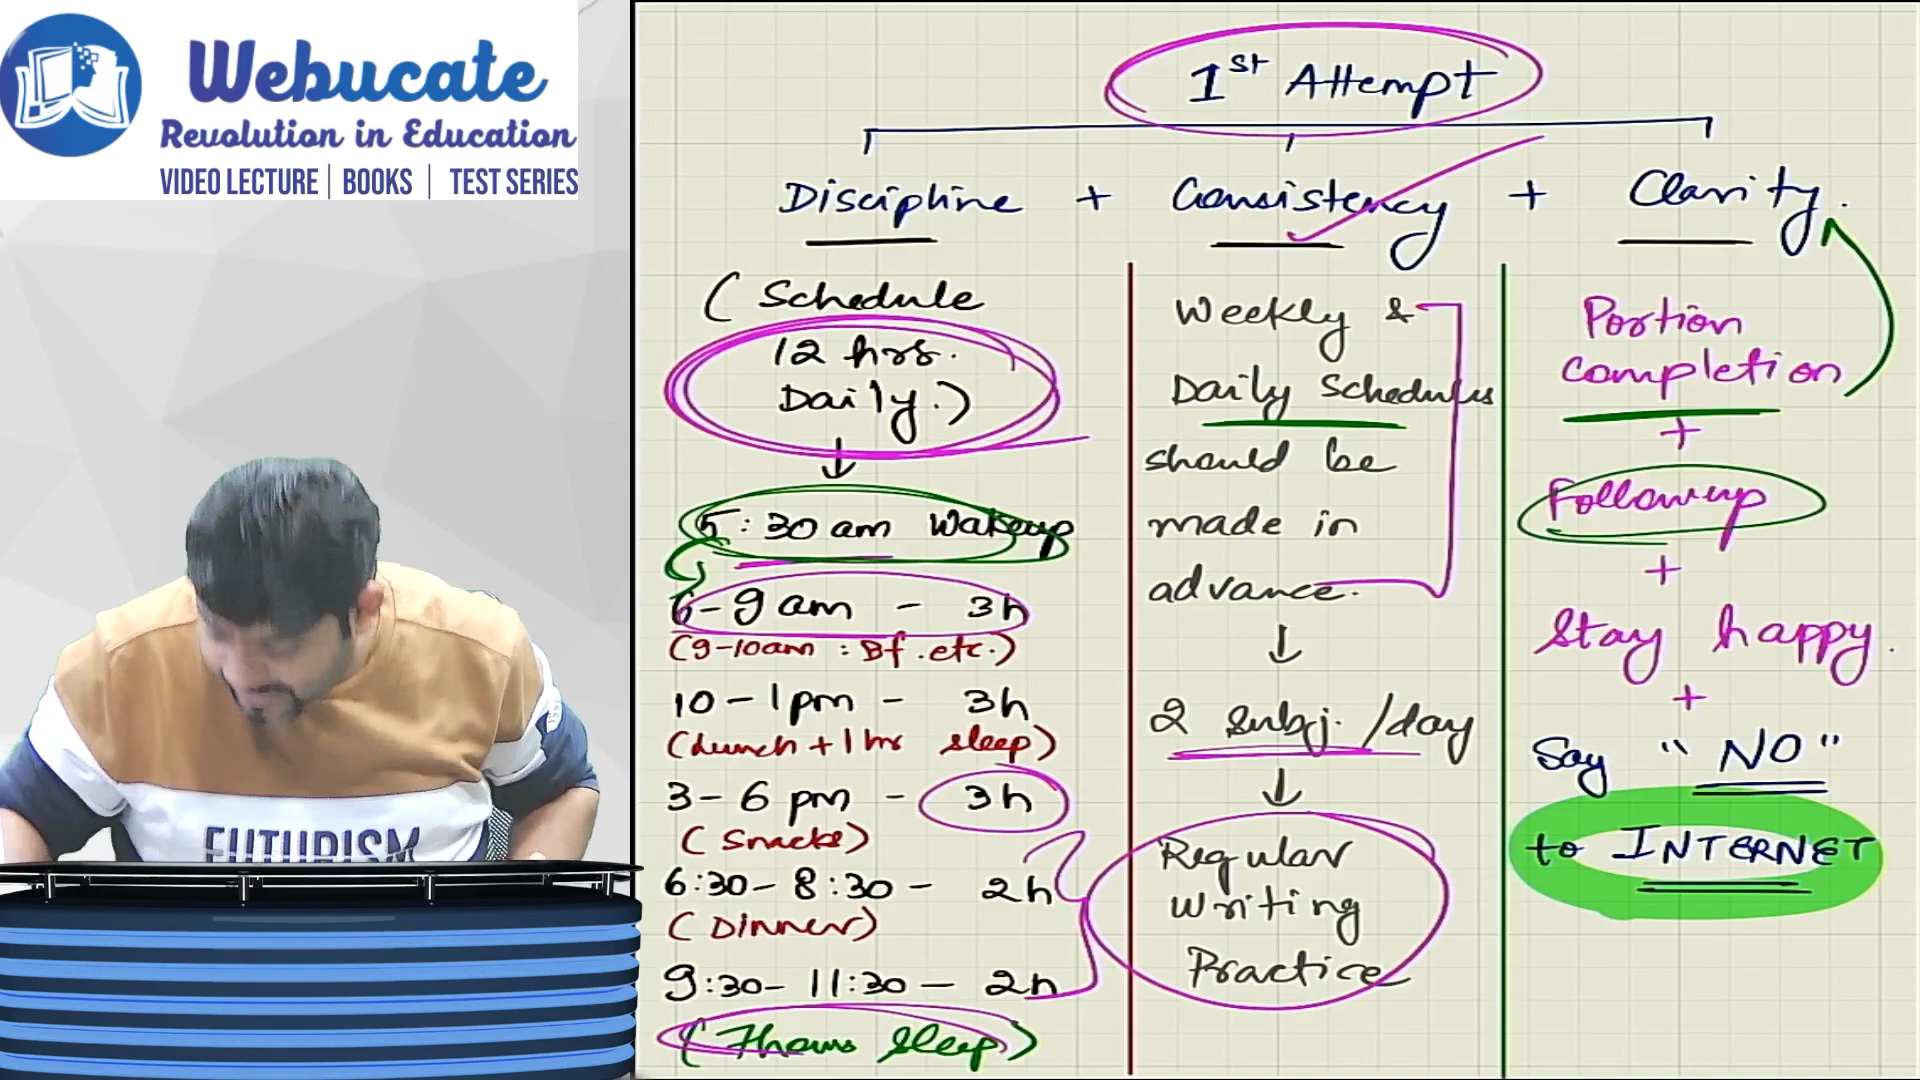 Webucate
Revolution in Education
VIDEO LECTURE | BOOKS | TEST SERIES
FUTURISM
1st Attempt
Discipline + Consistency + Clarity.
(Schedule
12 hrs.
Daily.)
↓
5:30 am Wakeup
6-9 am - 3h
(9-10am : Bf. etc.)
10-1pm - 3h
(Lunch + 1 hr sleep)
3-6 pm - 3h
(Snacks)
6:30-8:30 - 2h
(Dinner)
9:30-11:30 - 2h
(7hours sleep)
Weekly &
Daily Schedules
should be
made in
advance.
↓
2 subj. /day
↓
Regular
Writing
Practice
Portion
completion
+
Followup
+
Stay happy.
+
Say "NO"
to INTERNET